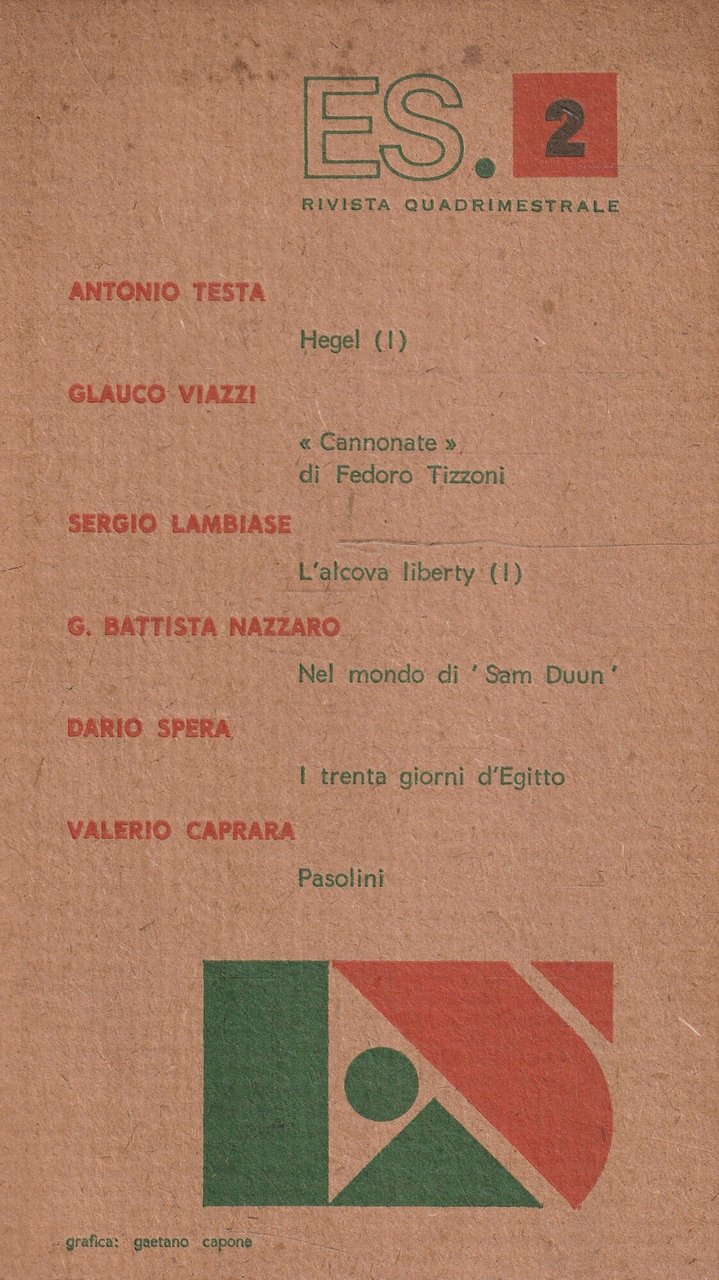 ES. 2
RIVISTA QUADRIMESTRALE
ANTONIO TESTA
Hegel (I)
GLAUCO VIAZZI
« Cannonate »
di Fedoro Tizzoni
SERGIO LAMBIASE
L'alcova liberty (I)
G. BATTISTA NAZZARO
Nel mondo di 'Sam Duun'
DARIO SPERA
I trenta giorni d'Egitto
VALERIO CAPRARA
Pasolini
grafica: gaetano capone